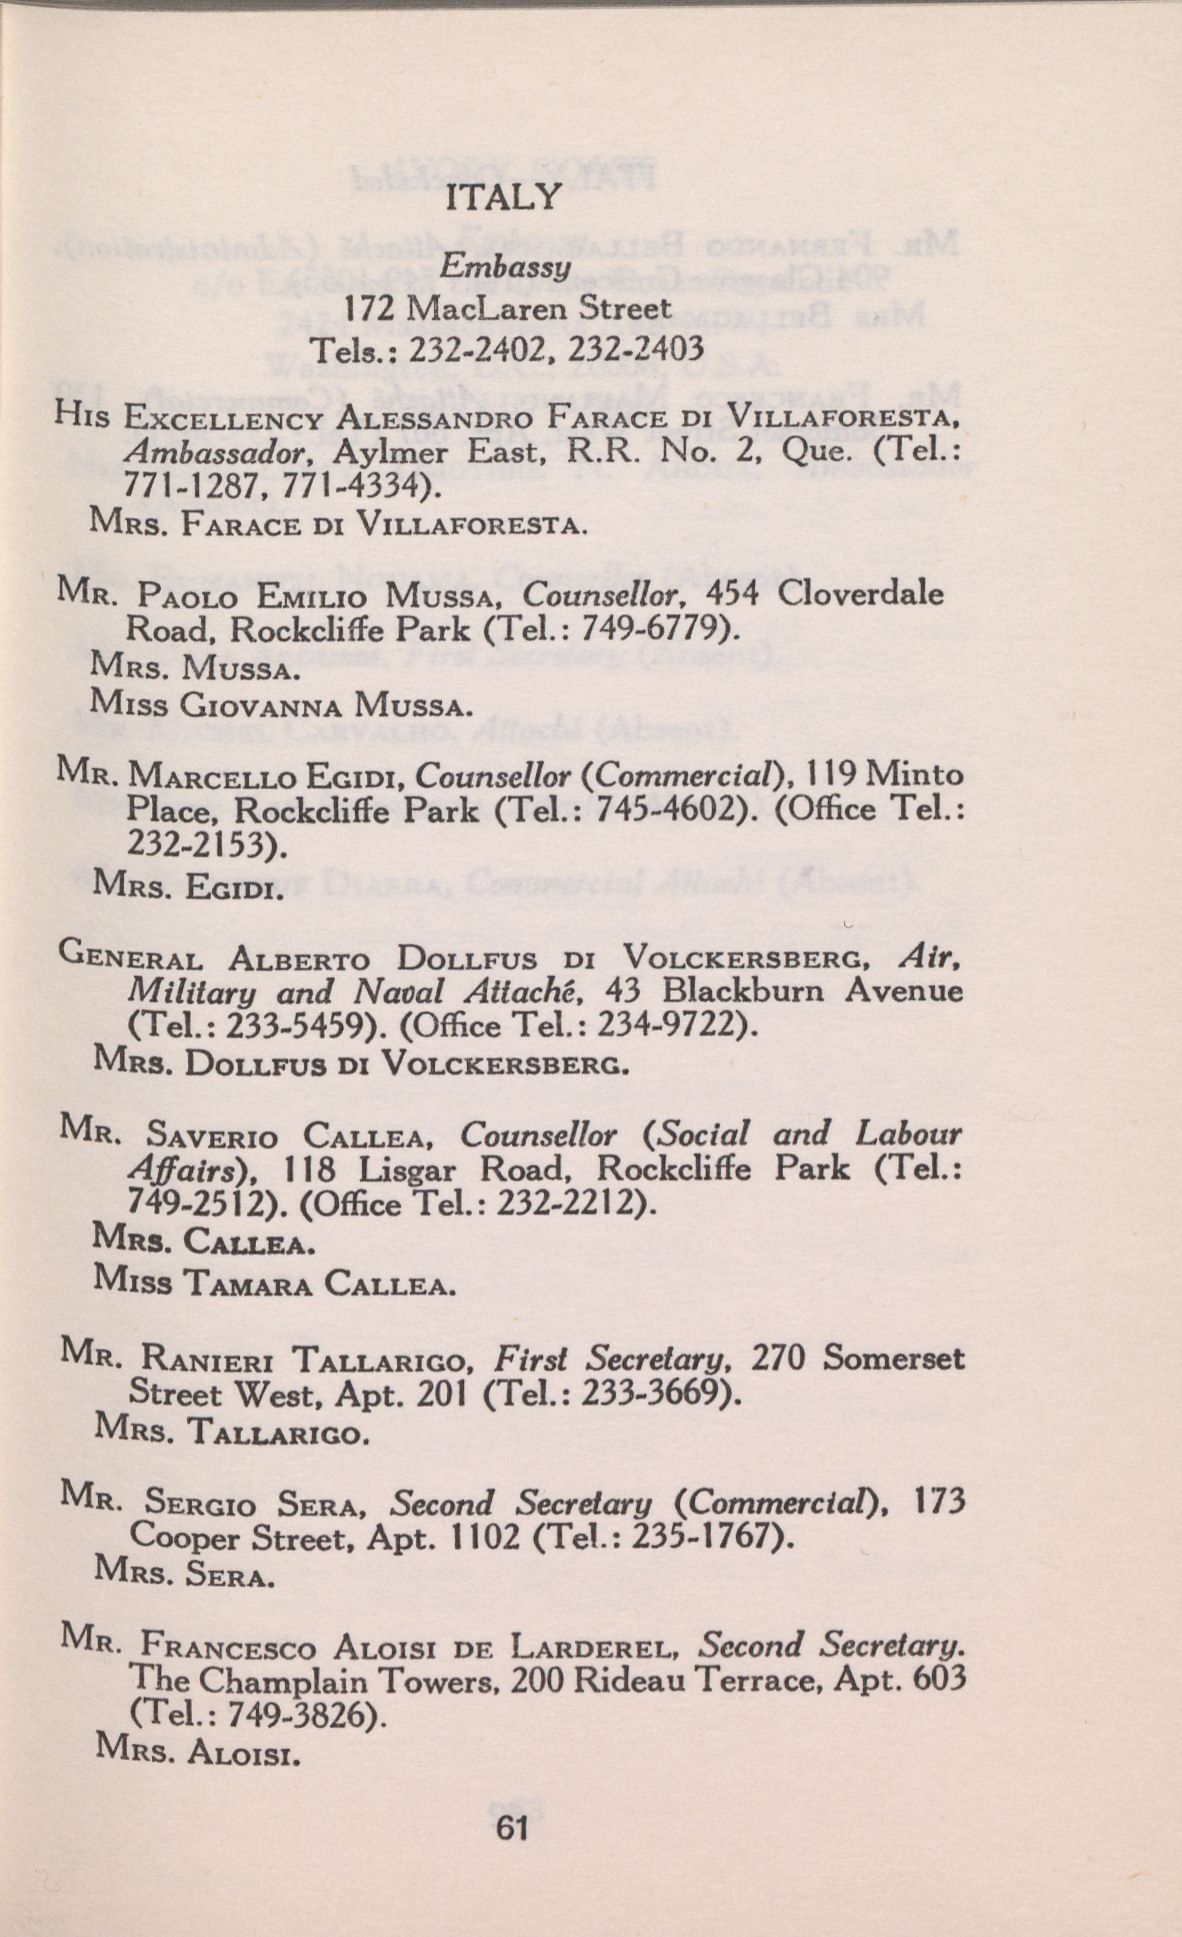 ITALY
Embassy
172 MacLaren Street
Tels.: 232-2402, 232-2403
HIS EXCELLENCY ALESSANDRO FARACE DI VILLAFORESTA,
Ambassador, Aylmer East, R.R. No. 2, Que. (Tel.:
771-1287, 771-4334).
MRS. FARACE DI VILLAFORESTA.
MR. PAOLO EMILIO MUSSA, Counsellor, 454 Cloverdale
Road, Rockcliffe Park (Tel.: 749-6779).
MRS. MUSSA.
MISS GIOVANNA MUSSA.
MR. MARCELLO EGIDI, Counsellor (Commercial), 119 Minto
Place, Rockcliffe Park (Tel.: 745-4602). (Office Tel.:
232-2153).
MRS. EGIDI.
GENERAL ALBERTO DOLLFUS DI VOLCKERSBERG, Air,
Military and Naval Attaché, 43 Blackburn Avenue
(Tel.: 233-5459). (Office Tel.: 234-9722).
MRS. DOLLFUS DI VOLCKERSBERG.
MR. SAVERIO CALLEA, Counsellor (Social and Labour
Affairs), 118 Lisgar Road, Rockcliffe Park (Tel.:
749-2512). (Office Tel.: 232-2212).
MRS. CALLEA.
MISS TAMARA CALLEA.
MR. RANIERI TALLARIGO, First Secretary, 270 Somerset
Street West, Apt. 201 (Tel.: 233-3669).
MRS. TALLARIGO.
MR. SERGIO SERA, Second Secretary (Commercial), 173
Cooper Street, Apt. 1102 (Tel.: 235-1767).
MRS. SERA.
MR. FRANCESCO ALOISI DE LARDEREL, Second Secretary.
The Champlain Towers, 200 Rideau Terrace, Apt. 603
(Tel.: 749-3826).
MRS. ALOISI.
61